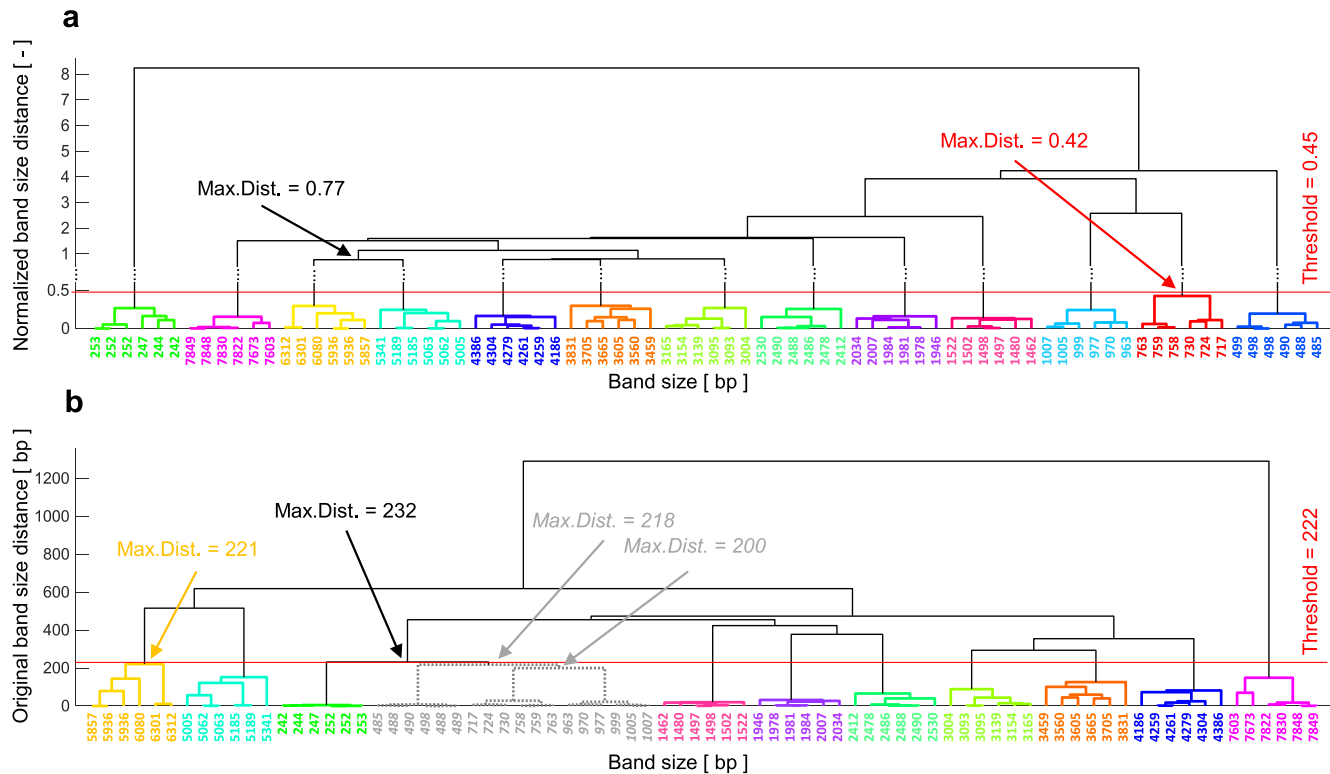 a
Normalized band size distance [ - ]
8
7
6
5
4
3
2
1
0.5
0
Max.Dist. = 0.77
Max.Dist. = 0.42
Threshold = 0.45
253 252 252 247 244 242 7849 7848 7830 7822 7673 7603 6312 6301 6080 5936 5936 5857 5341 5189 5185 5063 5062 5005 4386 4304 4279 4261 4259 4186 3831 3705 3665 3605 3560 3459 3165 3154 3139 3095 3093 3004 2530 2490 2488 2486 2478 2412 2034 2007 1984 1981 1978 1946 1522 1502 1498 1497 1480 1462 1007 1005 999 977 970 963 763 759 758 730 724 717 499 498 498 490 488 485
Band size [ bp ]
b
Original band size distance [ bp ]
1200
1000
800
600
400
200
0
Max.Dist. = 221
Max.Dist. = 232
Max.Dist. = 218
Max.Dist. = 200
Threshold = 222
5857 5936 5936 6080 6301 6312 5005 5062 5063 5185 5189 5341 242 244 247 252 252 253 485 488 490 498 498 489 717 724 730 758 759 763 963 970 977 999 1005 1007 1462 1480 1497 1498 1502 1522 1946 1978 1981 1984 2007 2034 2412 2478 2486 2488 2490 2530 3004 3093 3095 3139 3154 3165 3459 3560 3605 3665 3705 3831 4186 4259 4261 4279 4304 4386 7603 7673 7822 7830 7848 7849
Band size [ bp ]